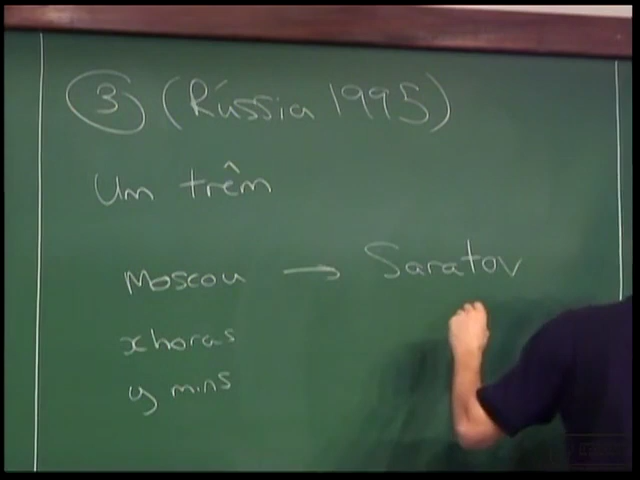 3 (Rússia 1995)
Um trêm
Moscou → Saratov
x horas
y mins